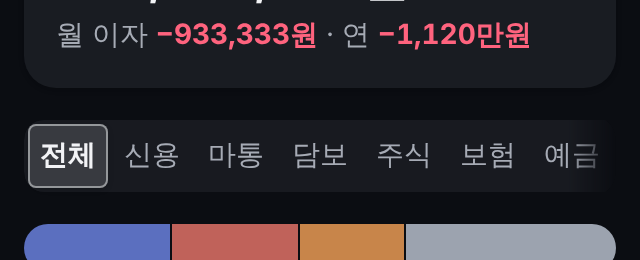 월 이자 −933,333원 · 연 −1,120만원
전체 신용 마통 담보 주식 보험 예금